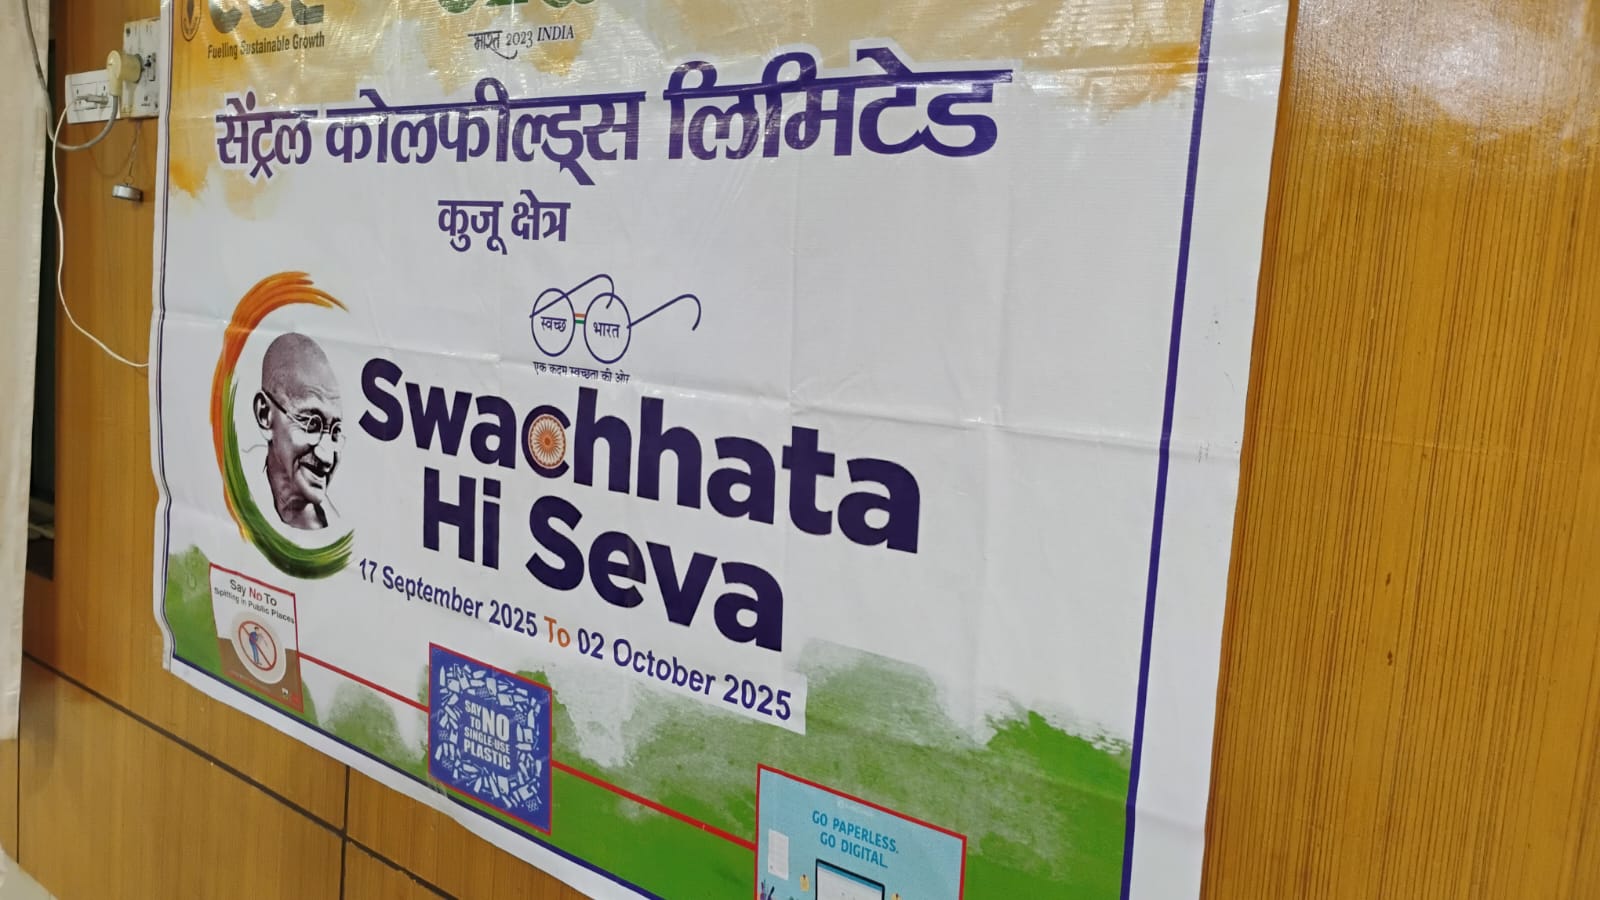 Fuelling Sustainable Growth
भारत 2023 INDIA
सेंट्रल कोलफील्ड्स लिमिटेड
कुजू क्षेत्र
स्वच्छ भारत
एक कदम स्वच्छता की ओर
Swachhata
Hi Seva
17 September 2025 To 02 October 2025
Say No To
Spitting in Public Places
SAY NO
TO
SINGLE-USE
PLASTIC
GO PAPERLESS.
GO DIGITAL.